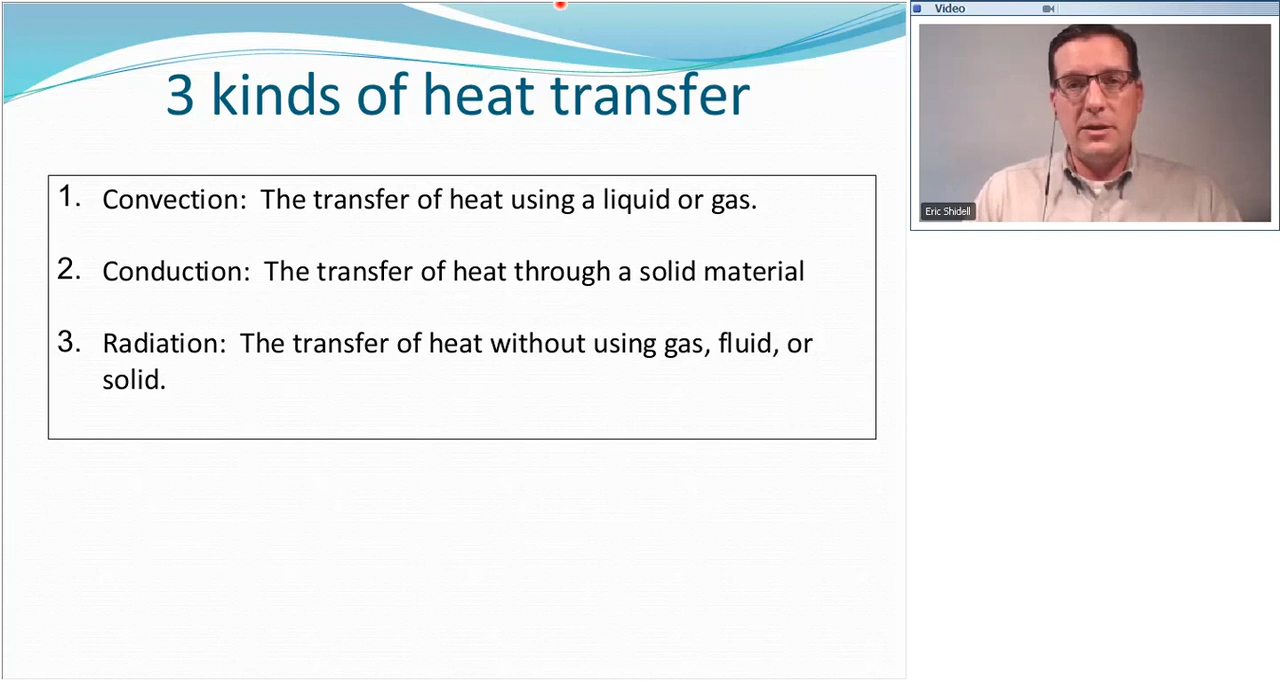 3 kinds of heat transfer
1. Convection: The transfer of heat using a liquid or gas.
2. Conduction: The transfer of heat through a solid material
3. Radiation: The transfer of heat without using gas, fluid, or
solid.
Video
Eric Shidell